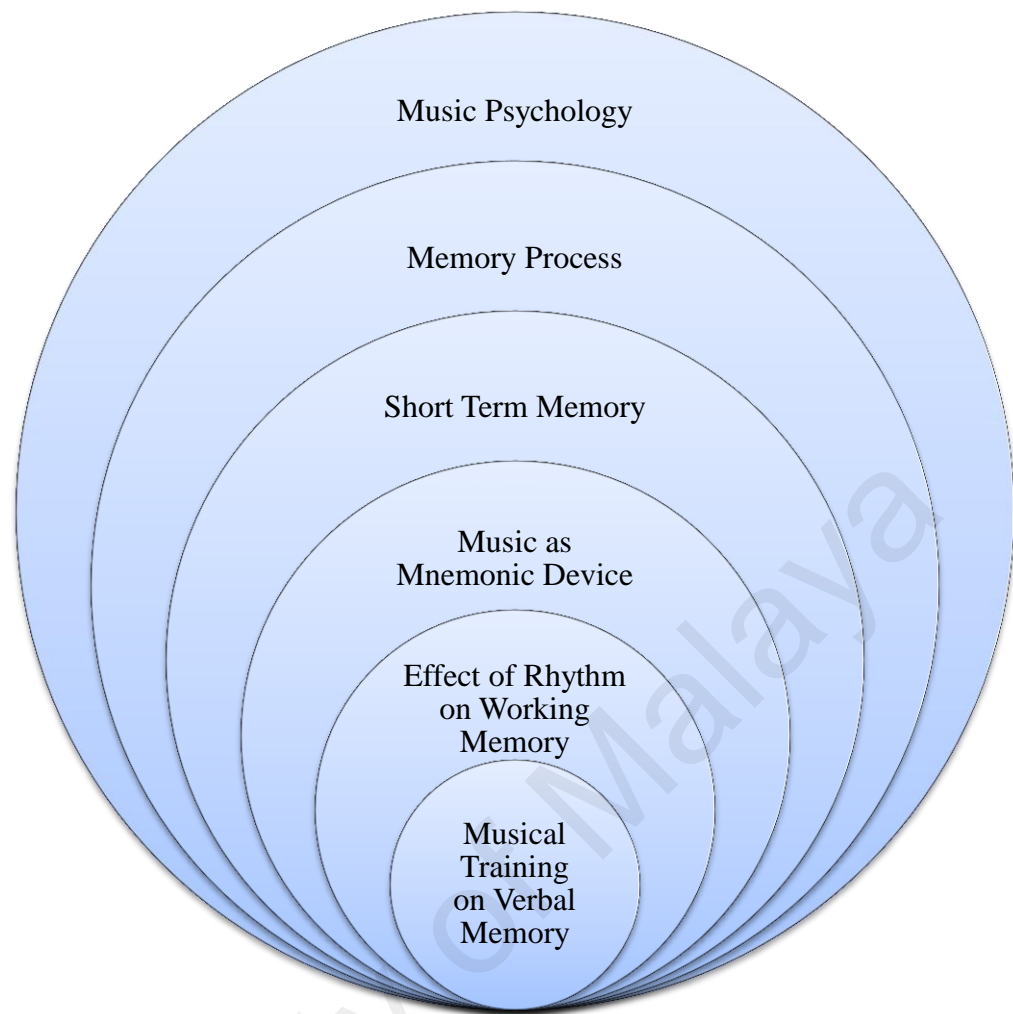 Music Psychology
Memory Process
Short Term Memory
Music as
Mnemonic Device
Effect of Rhythm
on Working
Memory
Musical
Training
on Verbal
Memory
of Malaya